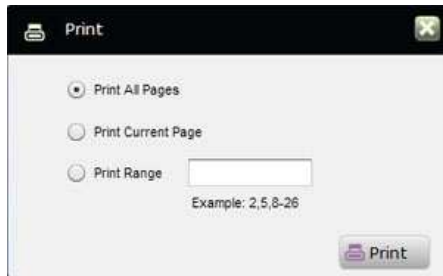 Print
Print All Pages
Print Current Page
Print Range
Example: 2,5,8-26
Print